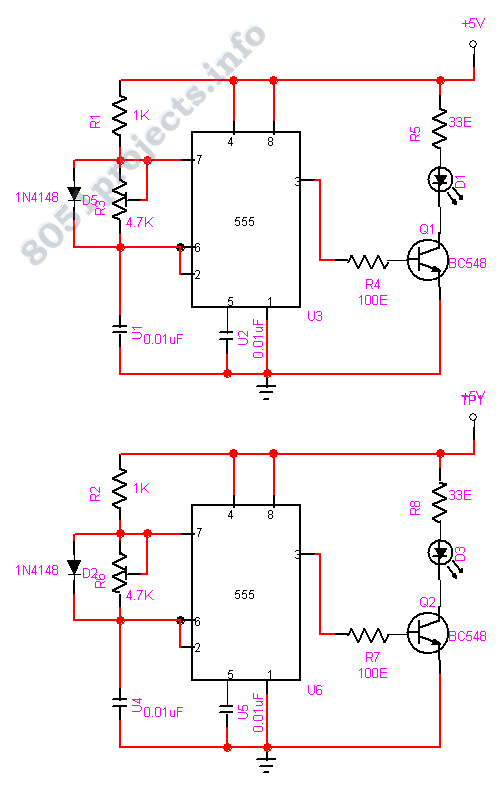 8051projects.info
+5V
R1
1K
R5
33E
4
8
7
3
D1
1N4148
D5
R3
4.7K
555
6
2
Q1
BC548
R4
100E
5
1
U3
U1
0.01uF
U2
0.01uF
+5V
TP1
R2
1K
R8
33E
4
8
7
3
D3
1N4148
D2
R6
4.7K
555
6
2
Q2
BC548
R7
100E
5
1
U6
U4
0.01uF
U5
0.01uF